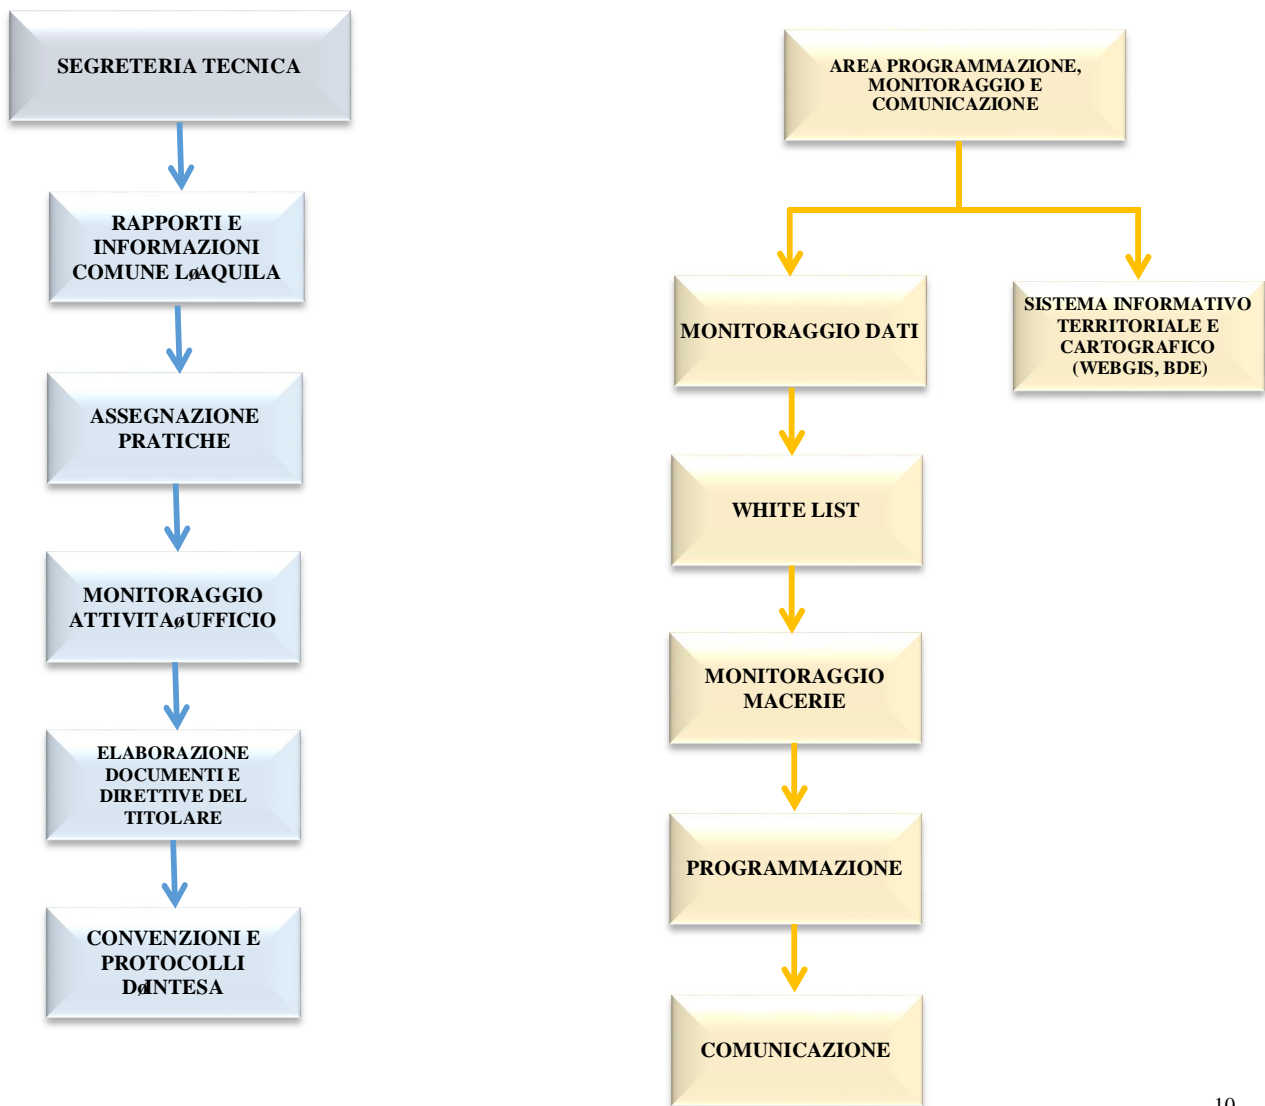 SEGRETERIA TECNICA
RAPPORTI E
INFORMAZIONI
COMUNE LøAQUILA
ASSEGNAZIONE
PRATICHE
MONITORAGGIO
ATTIVITAøUFFICIO
ELABORAZIONE
DOCUMENTI E
DIRETTIVE DEL
TITOLARE
CONVENZIONI E
PROTOCOLLI
DøINTESA
AREA PROGRAMMAZIONE,
MONITORAGGIO E
COMUNICAZIONE
MONITORAGGIO DATI
SISTEMA INFORMATIVO
TERRITORIALE E
CARTOGRAFICO
(WEBGIS, BDE)
WHITE LIST
MONITORAGGIO
MACERIE
PROGRAMMAZIONE
COMUNICAZIONE
10